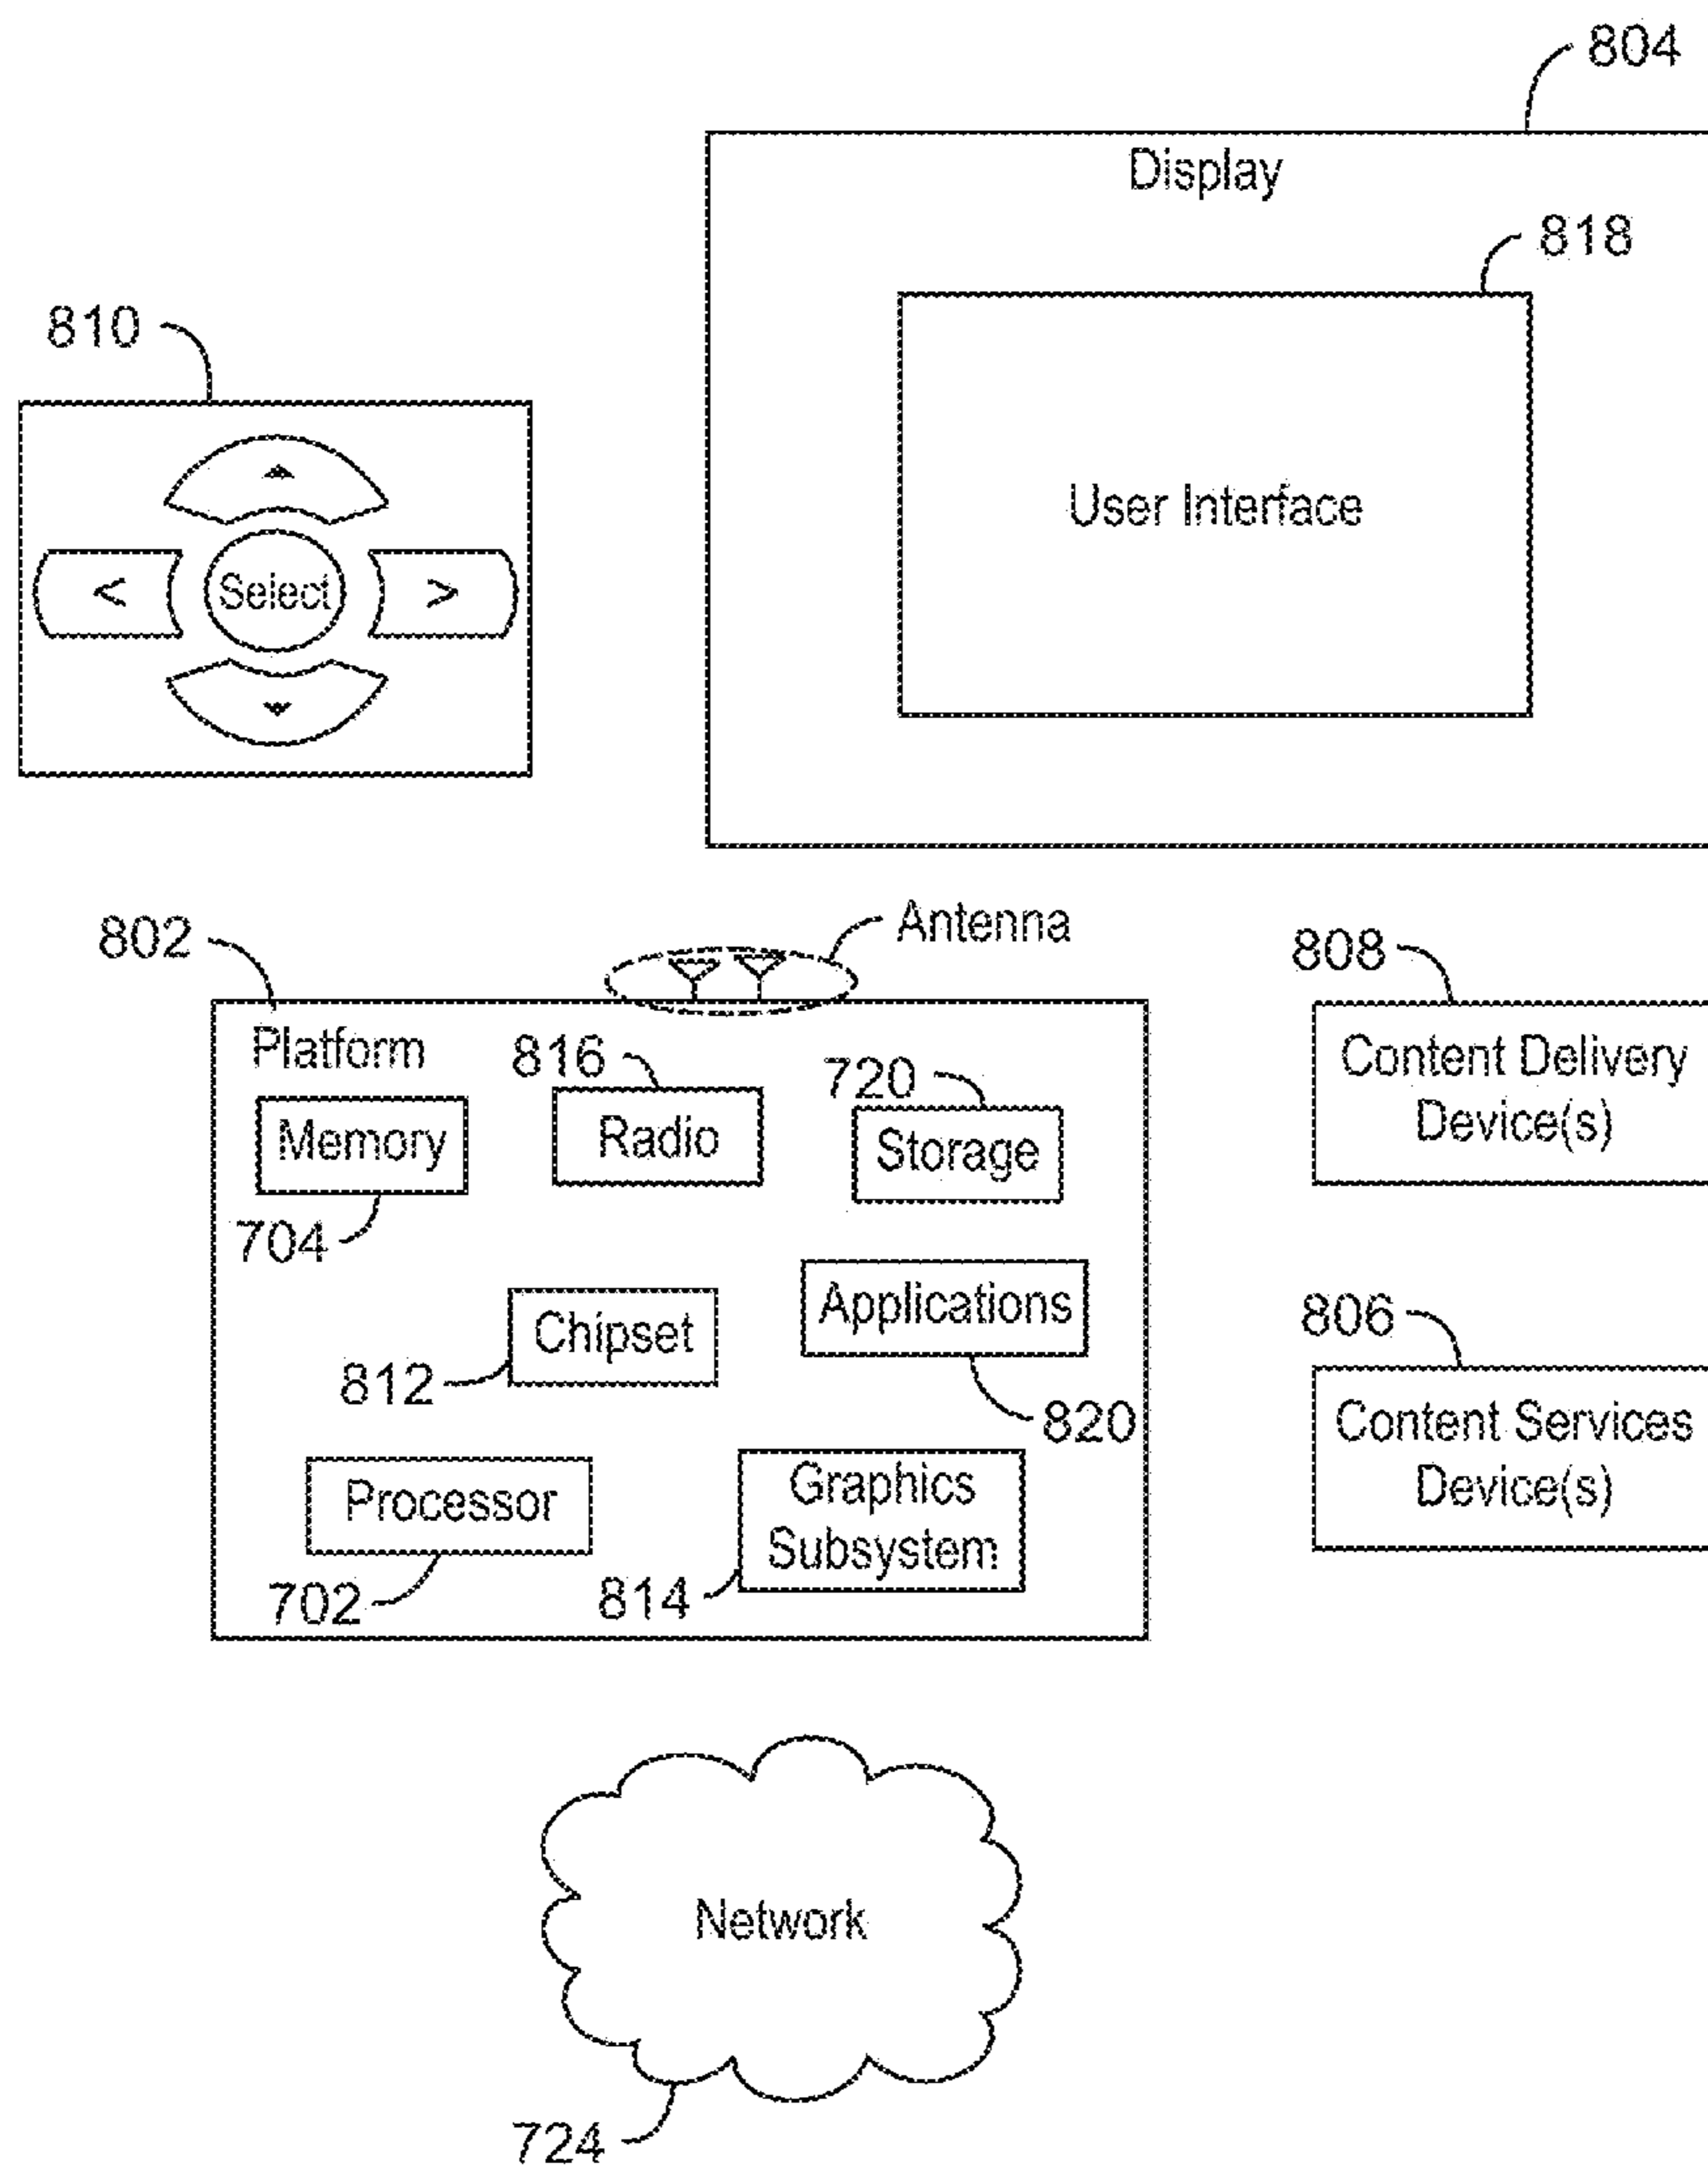 804
Display
818
User Interface
810
<
Select
>
Antenna
802
Platform
816
720
Memory
Radio
Storage
704
Chipset
Applications
812
820
Processor
Graphics
Subsystem
702
814
808
Content Delivery
Device(s)
806
Content Services
Device(s)
Network
724